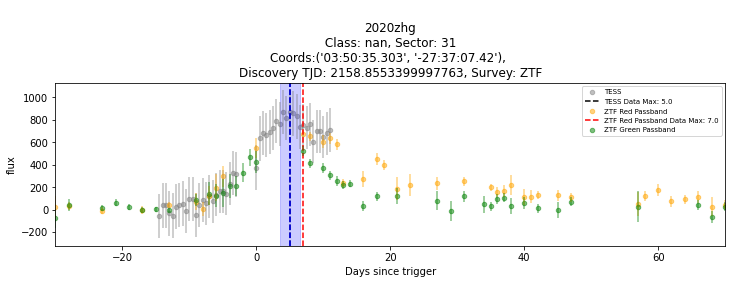 2020zhg
Class: nan, Sector: 31
Coords:('03:50:35.303', '-27:37:07.42'),
Discovery TJD: 2158.8553399997763, Survey: ZTF
1000
800
600
400
200
0
−200
flux
TESS
TESS Data Max: 5.0
ZTF Red Passband
ZTF Red Passband Data Max: 7.0
ZTF Green Passband
−20
0
20
40
60
Days since trigger